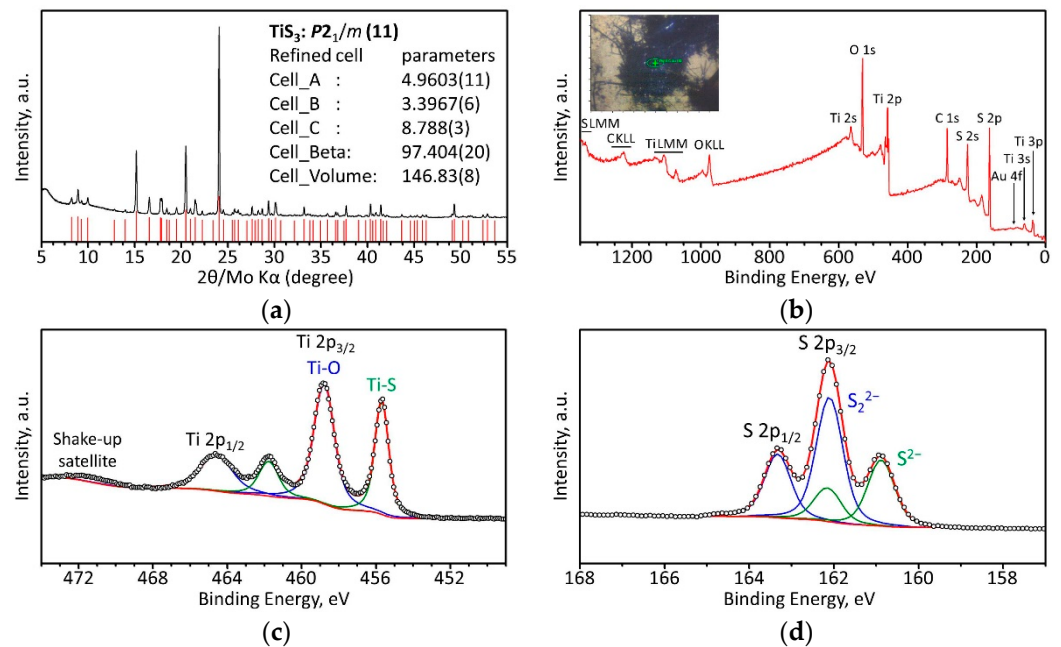 TiS₃: P2₁/m (11)
Refined cell parameters
Cell_A : 4.9603(11)
Cell_B : 3.3967(6)
Cell_C : 8.788(3)
Cell_Beta: 97.404(20)
Cell_Volume: 146.83(8)
Intensity, a.u.
5 10 15 20 25 30 35 40 45 50 55
2θ/Mo Kα (degree)
(a)
Intensity, a.u.
SLMM
CKLL
TiLMM
OKLL
Ti 2s
O 1s
Ti 2p
C 1s
S 2s
S 2p
Au 4f
Ti 3s
Ti 3p
1200 1000 800 600 400 200 0
Binding Energy, eV
(b)
Intensity, a.u.
Shake-up
satellite
Ti 2p₁/₂
Ti 2p₃/₂
Ti-O
Ti-S
472 468 464 460 456 452
Binding Energy, eV
(c)
Intensity, a.u.
S 2p₁/₂
S 2p₃/₂
S₂²⁻
S²⁻
168 166 164 162 160 158
Binding Energy, eV
(d)